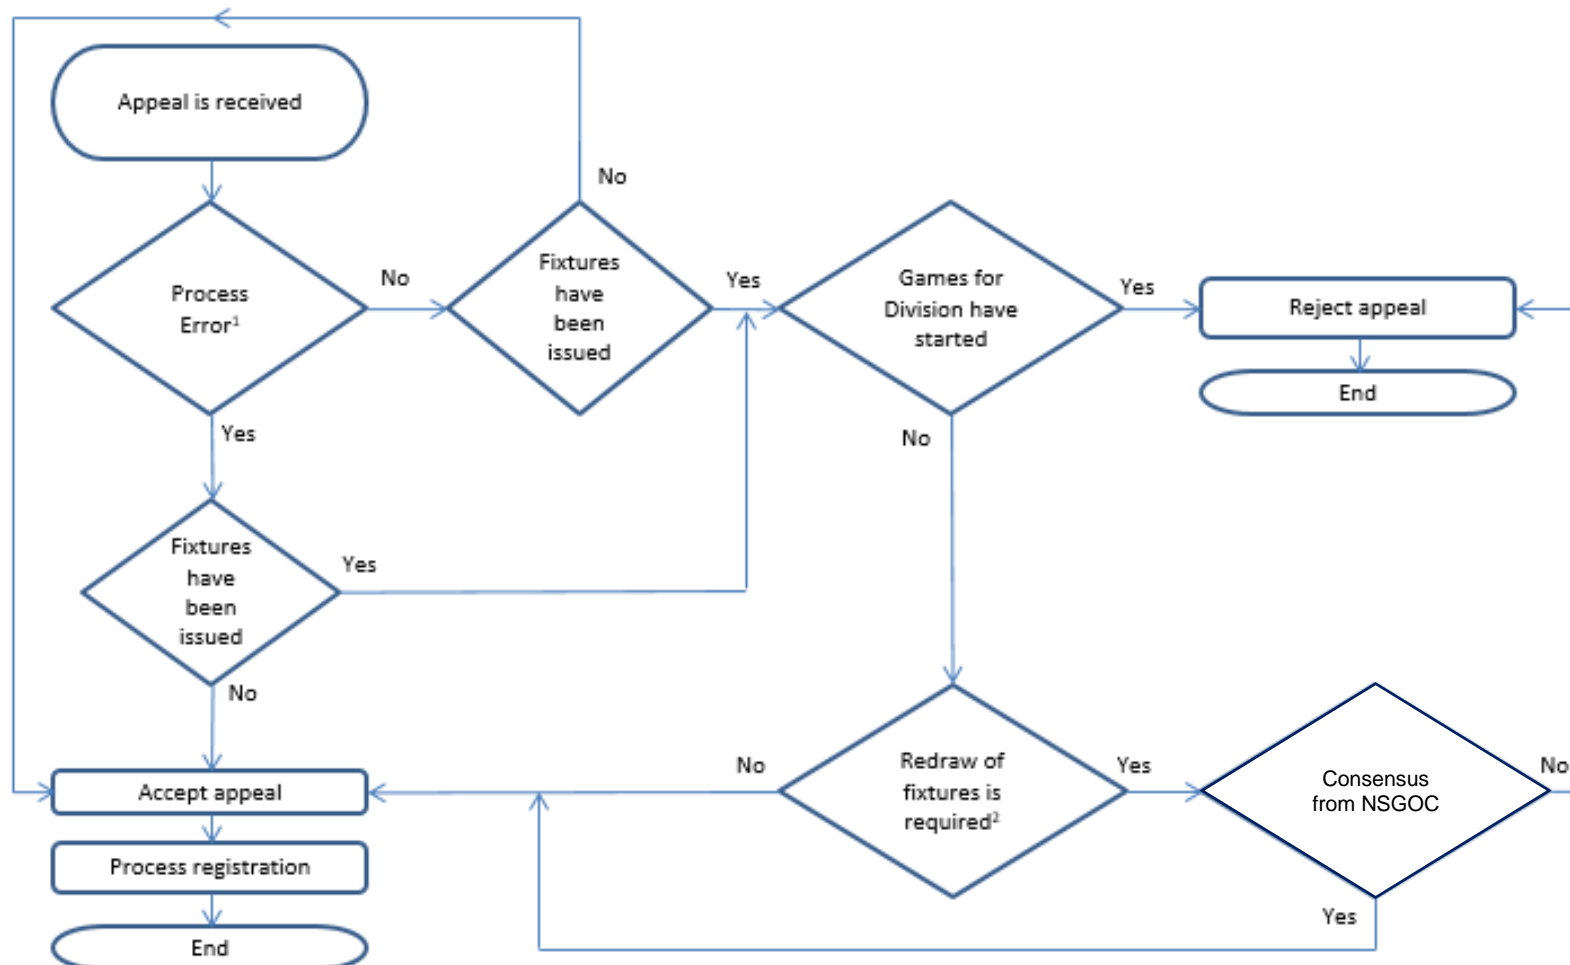 Appeal is received
No
Process
Error¹
No
Fixtures
have
been
issued
Yes
Games for
Division have
started
Yes
Reject appeal
End
Yes
No
Fixtures
have
been
issued
Yes
No
Accept appeal
No
Redraw of
fixtures is
required²
Yes
Consensus
from NSGOC
No
Process registration
Yes
End